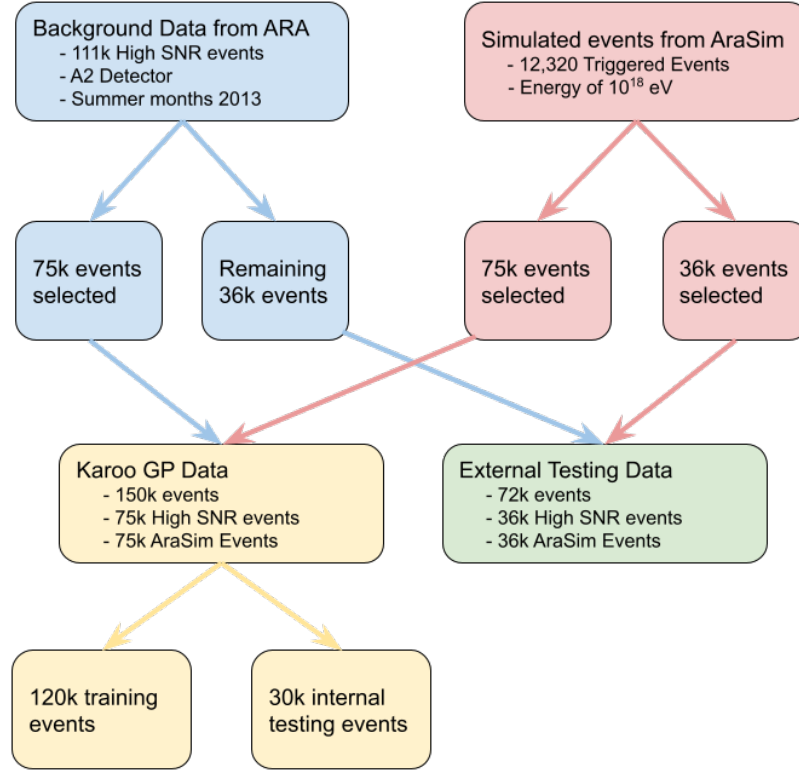 Background Data from ARA
- 111k High SNR events
- A2 Detector
- Summer months 2013
Simulated events from AraSim
- 12,320 Triggered Events
- Energy of 10¹⁸ eV
75k events
selected
Remaining
36k events
75k events
selected
36k events
selected
Karoo GP Data
- 150k events
- 75k High SNR events
- 75k AraSim Events
External Testing Data
- 72k events
- 36k High SNR events
- 36k AraSim Events
120k training
events
30k internal
testing events